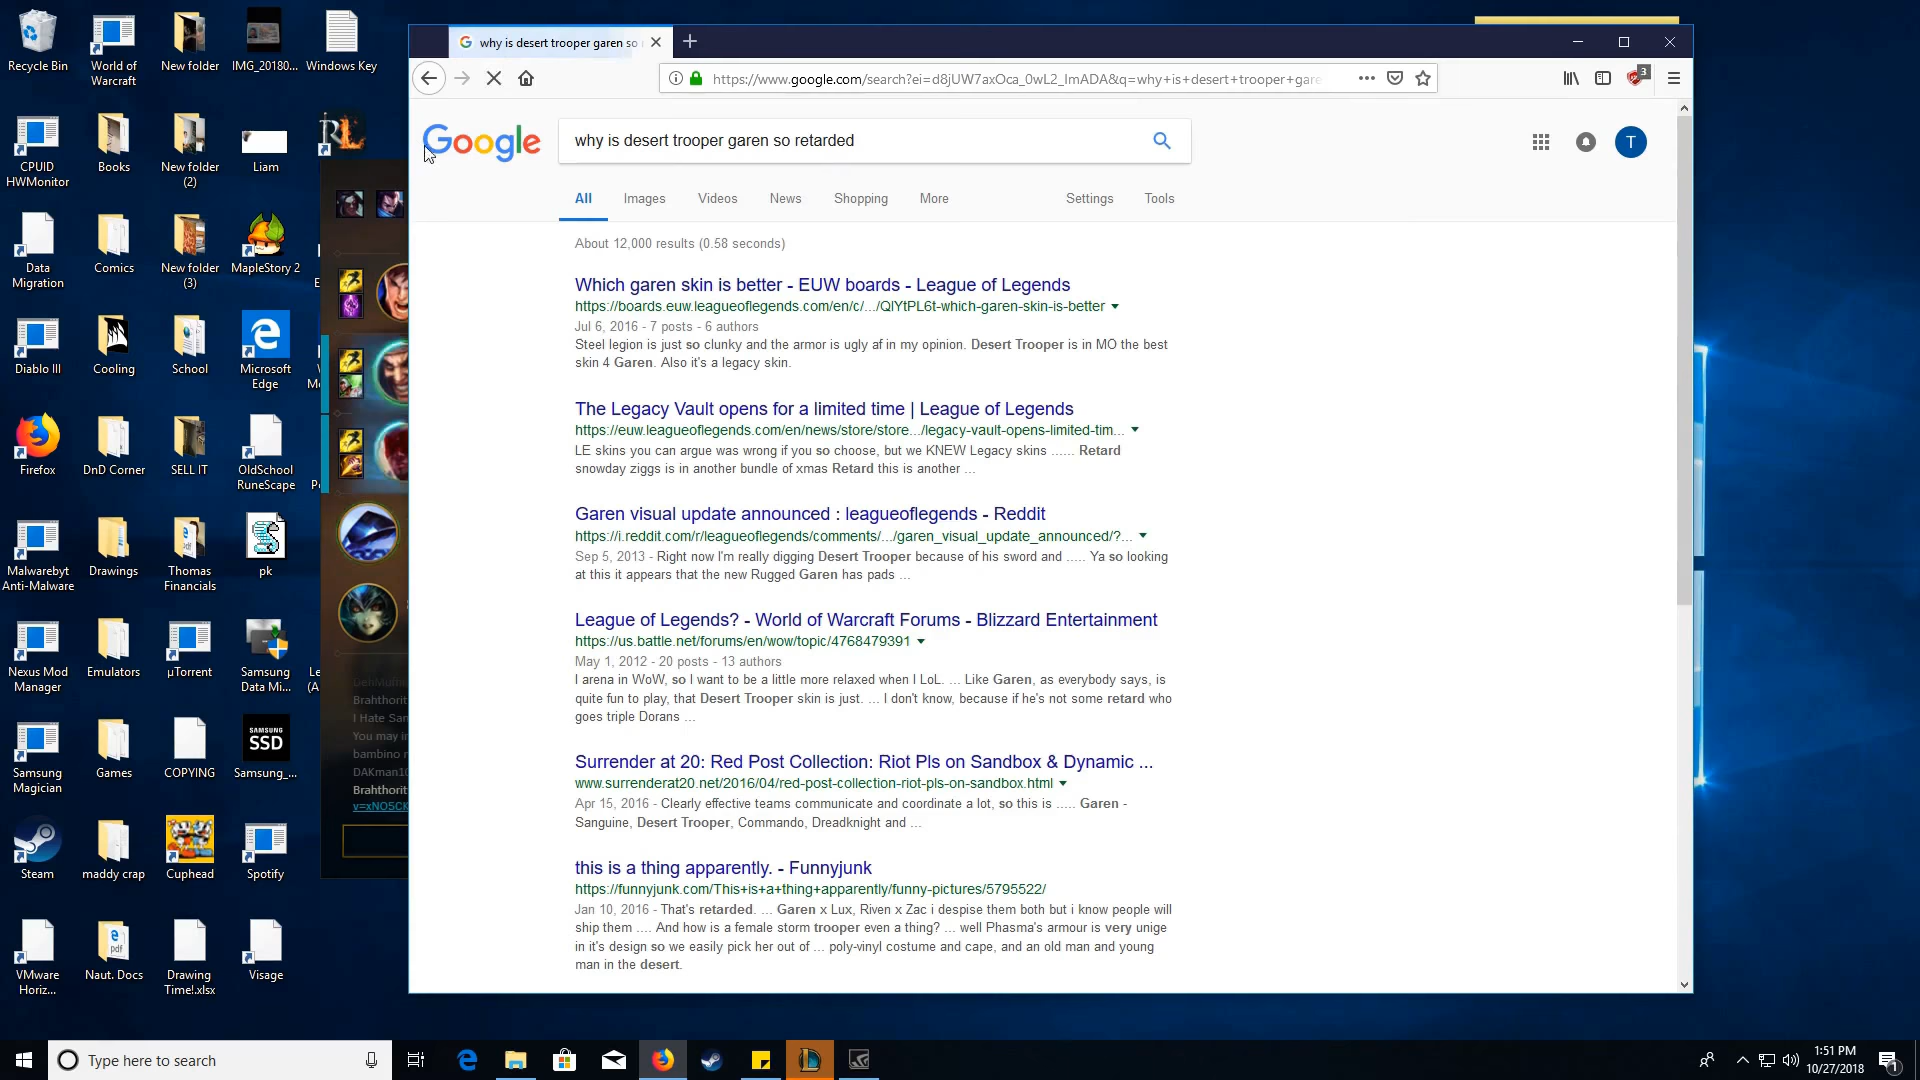 Recycle Bin
World of
Warcraft
New folder
IMG_20180...
Windows Key
CPUID
HWMonitor
Books
New folder
(2)
Liam
RL
Data
Migration
Comics
New folder
(3)
MapleStory 2
Diablo III
Cooling
School
Microsoft
Edge
Firefox
DnD Corner
SELL IT
OldSchool
RuneScape
Malwarebyt
Anti-Malware
Drawings
Thomas
Financials
pk
Nexus Mod
Manager
Emulators
µTorrent
Samsung
Data Mi...
Samsung
Magician
Games
COPYING
SAMSUNG
SSD
Samsung_...
Steam
maddy crap
Cuphead
Spotify
VMware
Horiz...
Naut. Docs
Drawing
Time!.xlsx
Visage
Brahthorit
I Hate San
You may in
bambino r
DAKman10
Brahthorit
v=xNO5CK
why is desert trooper garen so
https://www.google.com/search?ei=d8jUW7axOca_0wL2_ImADA&q=why+is+desert+trooper+gare
3
Google
why is desert trooper garen so retarded
T
All
Images
Videos
News
Shopping
More
Settings
Tools
About 12,000 results (0.58 seconds)
Which garen skin is better - EUW boards - League of Legends
https://boards.euw.leagueoflegends.com/en/c/.../QIYtPL6t-which-garen-skin-is-better
Jul 6, 2016 - 7 posts - 6 authors
Steel legion is just so clunky and the armor is ugly af in my opinion. Desert Trooper is in MO the best
skin 4 Garen. Also it's a legacy skin.
The Legacy Vault opens for a limited time | League of Legends
https://euw.leagueoflegends.com/en/news/store/store.../legacy-vault-opens-limited-tim...
LE skins you can argue was wrong if you so choose, but we KNEW Legacy skins ...... Retard
snowday ziggs is in another bundle of xmas Retard this is another ...
Garen visual update announced : leagueoflegends - Reddit
https://i.reddit.com/r/leagueoflegends/comments/.../garen_visual_update_announced/?...
Sep 5, 2013 - Right now I'm really digging Desert Trooper because of his sword and ..... Ya so looking
at this it appears that the new Rugged Garen has pads ...
League of Legends? - World of Warcraft Forums - Blizzard Entertainment
https://us.battle.net/forums/en/wow/topic/4768479391
May 1, 2012 - 20 posts - 13 authors
I arena in WoW, so I want to be a little more relaxed when I LoL. ... Like Garen, as everybody says, is
quite fun to play, that Desert Trooper skin is just. ... I don't know, because if he's not some retard who
goes triple Dorans ...
Surrender at 20: Red Post Collection: Riot Pls on Sandbox & Dynamic ...
www.surrenderat20.net/2016/04/red-post-collection-riot-pls-on-sandbox.html
Apr 15, 2016 - Clearly effective teams communicate and coordinate a lot, so this is ..... Garen -
Sanguine, Desert Trooper, Commando, Dreadknight and ...
this is a thing apparently. - Funnyjunk
https://funnyjunk.com/This+is+a+thing+apparently/funny-pictures/5795522/
Jan 10, 2016 - That's retarded. ... Garen x Lux, Riven x Zac i despise them both but i know people will
ship them .... And how is a female storm trooper even a thing? ... well Phasma's armour is very unige
in it's design so we easily pick her out of ... poly-vinyl costume and cape, and an old man and young
man in the desert.
Type here to search
1:51 PM
10/27/2018
1